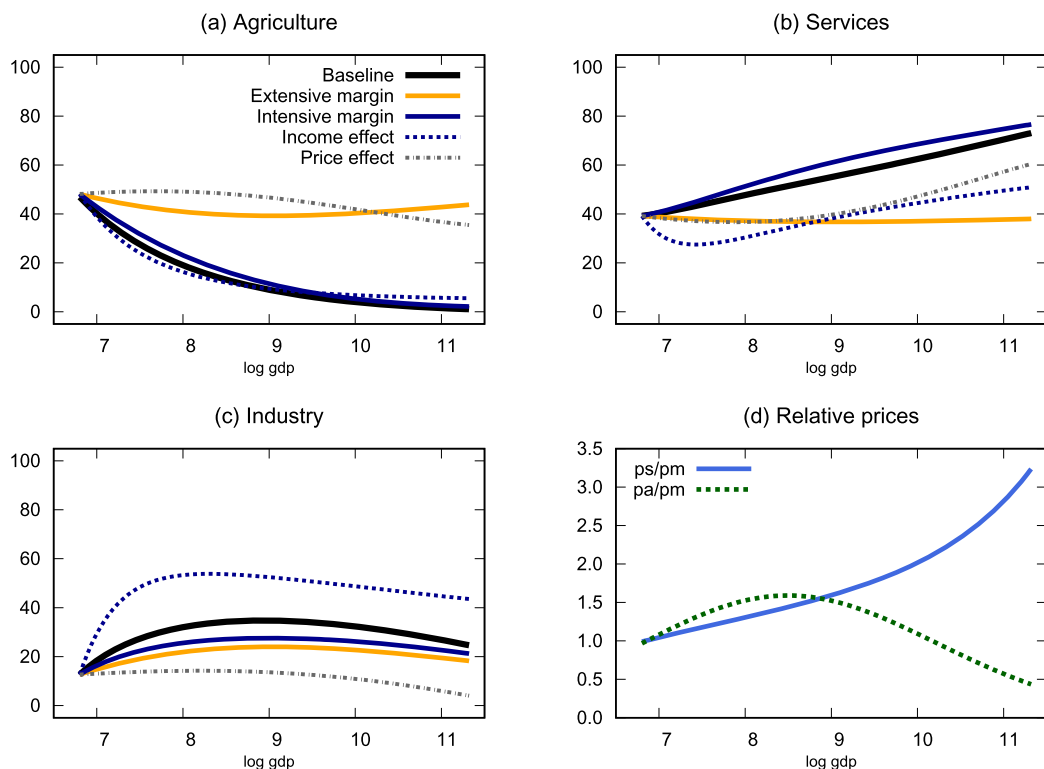 (a) Agriculture
100
80
60
40
20
0
7 8 9 10 11
log gdp
Baseline
Extensive margin
Intensive margin
Income effect
Price effect
(b) Services
100
80
60
40
20
0
7 8 9 10 11
log gdp
(c) Industry
100
80
60
40
20
0
7 8 9 10 11
log gdp
(d) Relative prices
3.5
3.0
2.5
2.0
1.5
1.0
0.5
0.0
7 8 9 10 11
log gdp
ps/pm
pa/pm